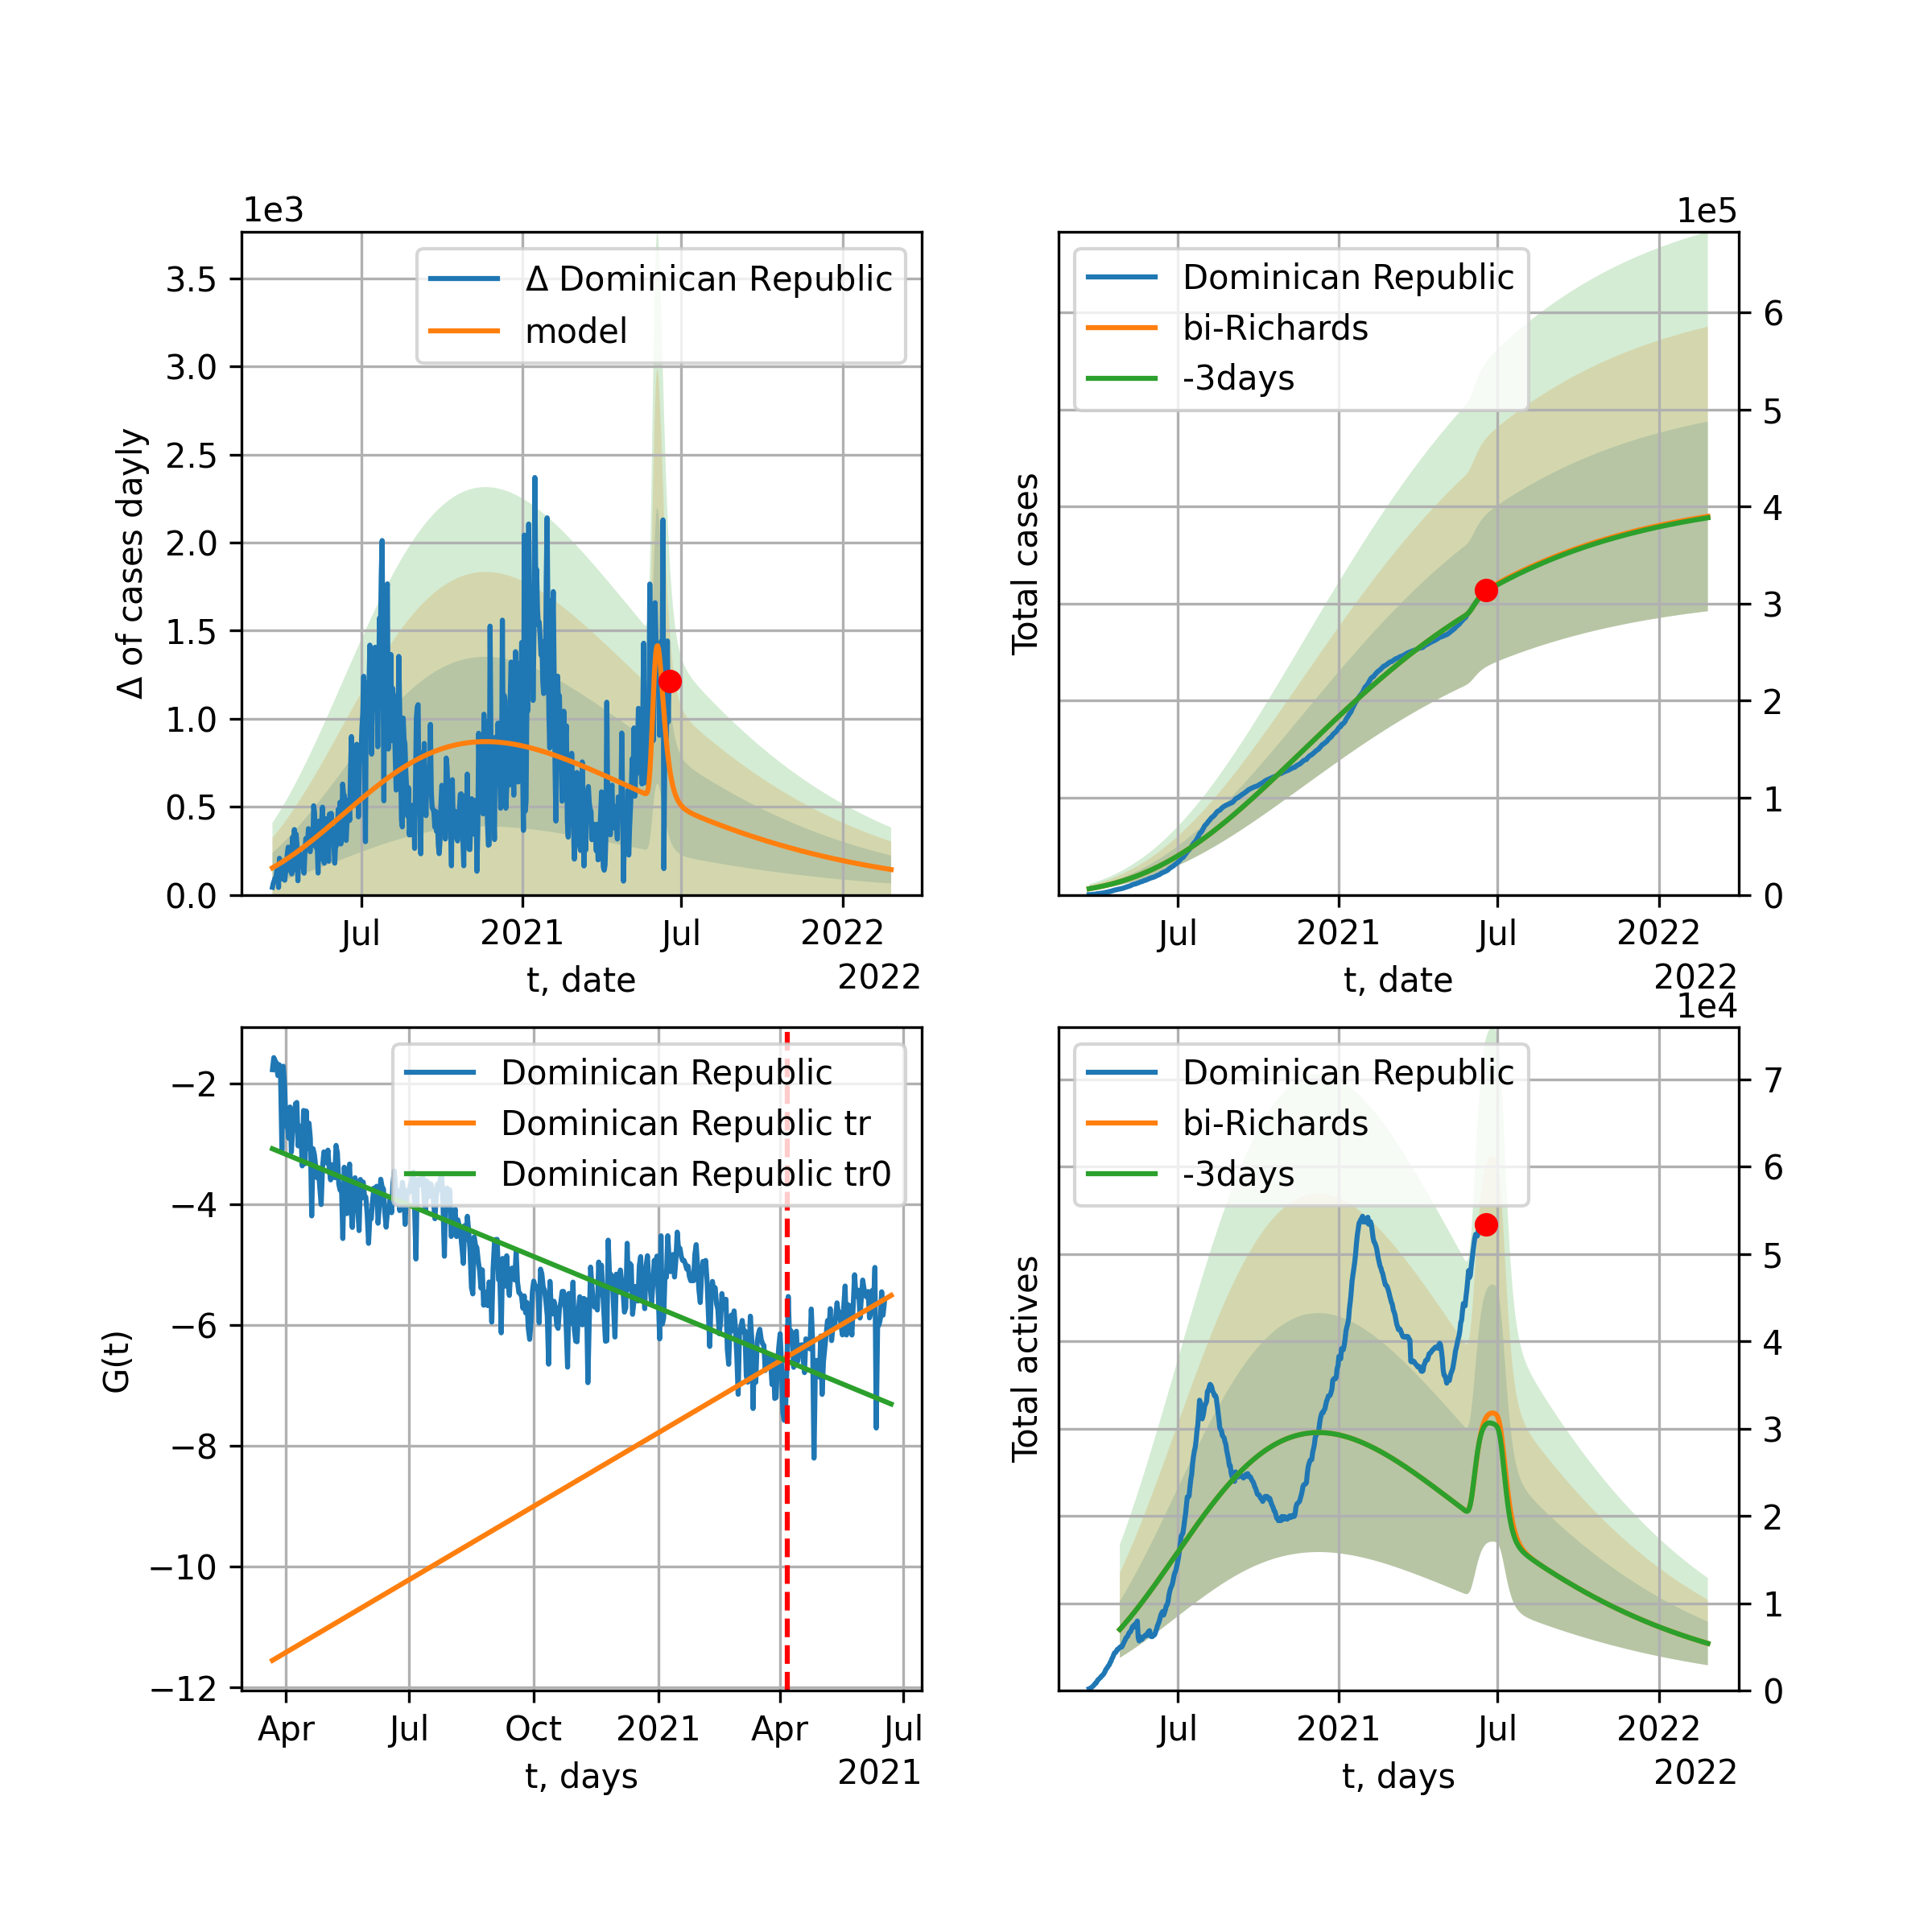 1e3
Δ of cases dayly
3.5
3.0
2.5
2.0
1.5
1.0
0.5
0.0
Δ Dominican Republic
model
Jul
2021
Jul
2022
t, date
2022
1e5
Total cases
Dominican Republic
bi-Richards
-3days
6
5
4
3
2
1
0
Jul
2021
Jul
2022
t, date
2022
G(t)
−2
−4
−6
−8
−10
−12
Dominican Republic
Dominican Republic tr
Dominican Republic tr0
Apr
Jul
Oct
2021
Apr
Jul
t, days
2021
1e4
Total actives
Dominican Republic
bi-Richards
-3days
7
6
5
4
3
2
1
0
Jul
2021
Jul
2022
t, days
2022